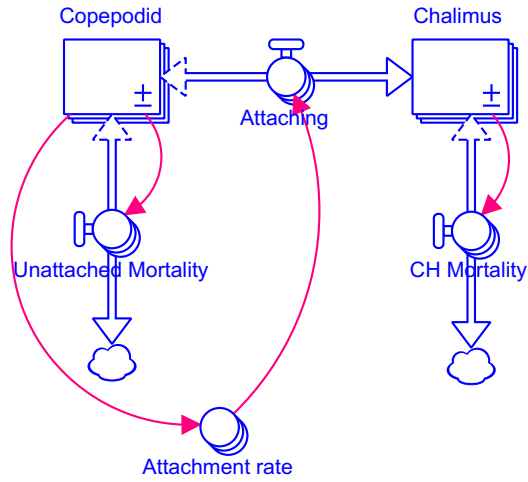 Copepodid
Chalimus
Attaching
Unattached Mortality
CH Mortality
Attachment rate